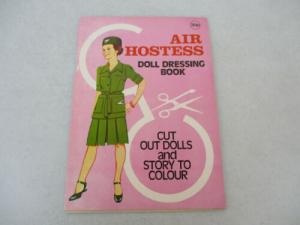 AIR
HOSTESS
DOLL DRESSING
BOOK
CUT
OUT DOLLS
and
STORY TO
COLOUR